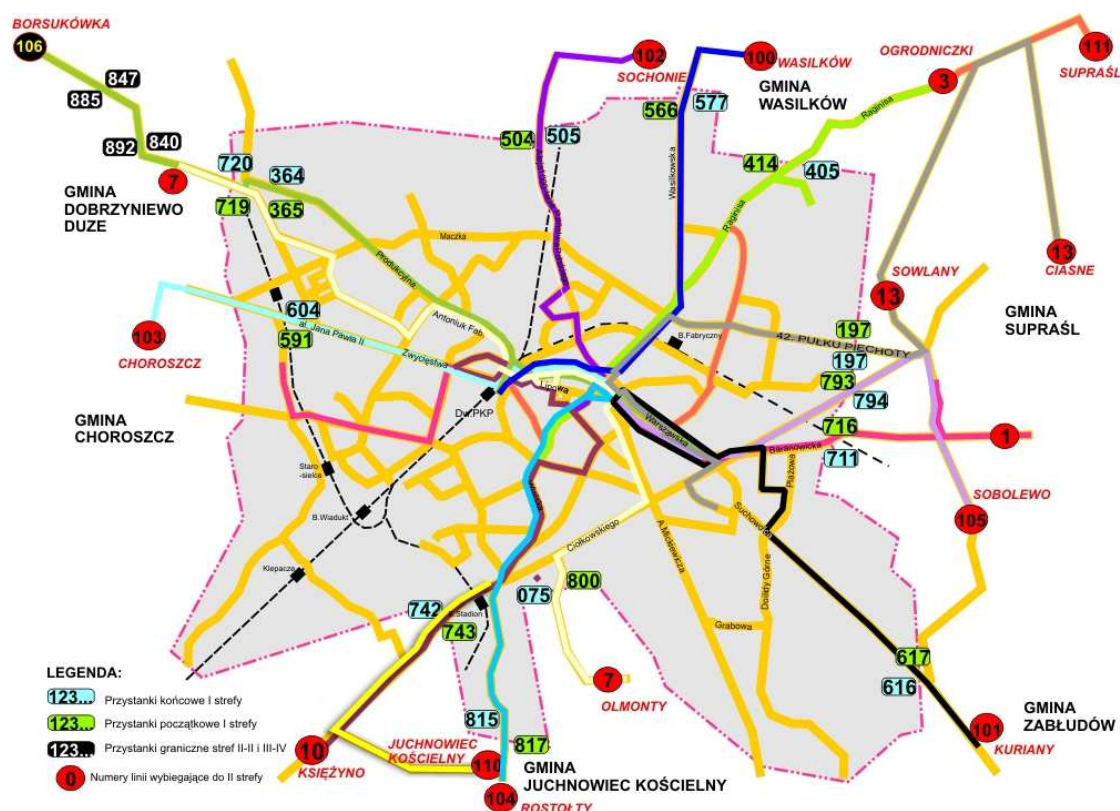 BORSUKÓWKA
106
847
885
892
840
7
GMINA
DOBRZYNIEWO
DUZE
720
364
719
365
102
SOCHONIE
504
505
100
WASILKÓW
GMINA
WASILKÓW
566
577
Wasilkowska
OGRODNICZKI
3
111
SUPRAŚL
Raginisa
414
405
Raginisa
Maczka
Produkcyjna
Antoniuk Fab.
604
al. Jana Pawła II
591
Zwycięstwa
103
CHOROSZCZ
GMINA
CHOROSZCZ
Lipowa
Dw.PKP
B.Fabryczny
SOWLANY
13
13
CIASNE
GMINA
SUPRAŚL
197
42. PUŁKU PIECHOTY
197
793
794
Warszawska
716
Baranowicka
711
1
Plażowa
SOBOLEWO
105
Staro
-sielce
B.Wiadukt
Klepacze
Ciołkowskiego
A.Mickiewicza
Dojlidy Górne
Grabowa
742
743
075
800
7
OLMONTY
617
616
101
KURIANY
GMINA
ZABŁUDÓW
815
817
10
KSIĘŻYNO
JUCHNOWIEC
KOŚCIELNY
110
104
ROSTOŁTY
GMINA
JUCHNOWIEC KOŚCIELNY
LEGENDA:
123... Przystanki końcowe I strefy
123... Przystanki początkowe I strefy
123... Przystanki graniczne stref II-II i III-IV
0 Numery linii wybiegające do II strefy